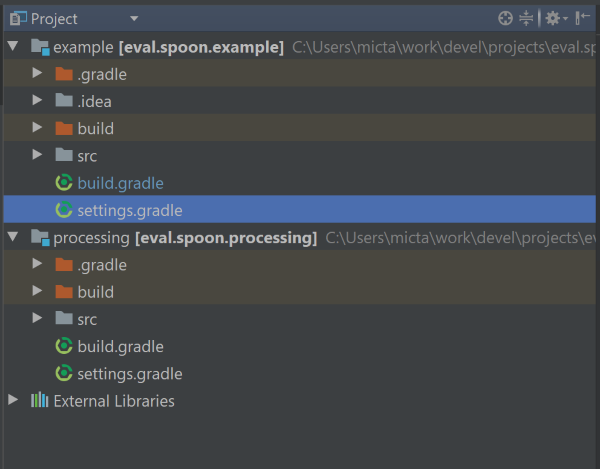 Project
example [eval.spoon.example] C:\Users\micta\work\devel\projects\eval.sp
.gradle
.idea
build
src
build.gradle
settings.gradle
processing [eval.spoon.processing] C:\Users\micta\work\devel\projects\ev
.gradle
build
src
build.gradle
settings.gradle
External Libraries